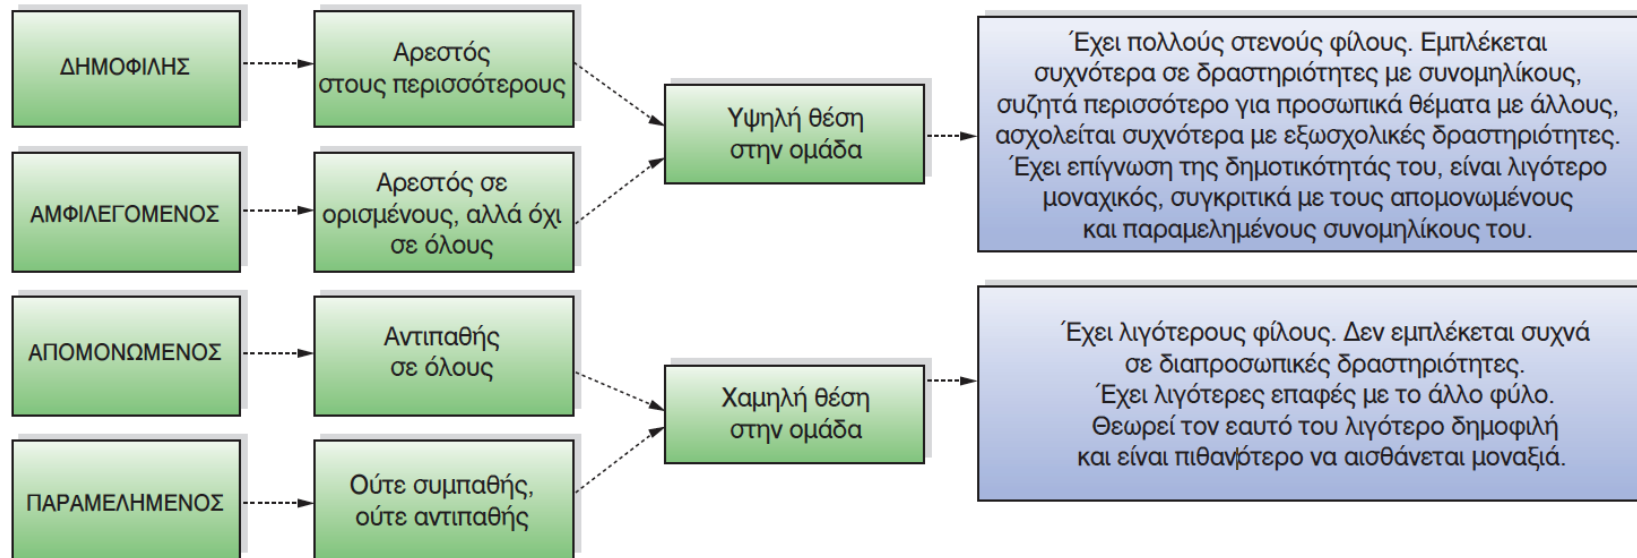 ΔΗΜΟΦΙΛΗΣ
Αρεστός
στους περισσότερους
ΑΜΦΙΛΕΓΟΜΕΝΟΣ
Αρεστός σε
ορισμένους, αλλά όχι
σε όλους
Υψηλή θέση
στην ομάδα
Έχει πολλούς στενούς φίλους. Εμπλέκεται
συχνότερα σε δραστηριότητες με συνομηλίκους,
συζητά περισσότερο για προσωπικά θέματα με άλλους,
ασχολείται συχνότερα με εξωσχολικές δραστηριότητες.
Έχει επίγνωση της δημοτικότητάς του, είναι λιγότερο
μοναχικός, συγκριτικά με τους απομονωμένους
και παραμελημένους συνομηλίκους του.
ΑΠΟΜΟΝΩΜΕΝΟΣ
Αντιπαθής
σε όλους
ΠΑΡΑΜΕΛΗΜΕΝΟΣ
Ούτε συμπαθής,
ούτε αντιπαθής
Χαμηλή θέση
στην ομάδα
Έχει λιγότερους φίλους. Δεν εμπλέκεται συχνά
σε διαπροσωπικές δραστηριότητες.
Έχει λιγότερες επαφές με το άλλο φύλο.
Θεωρεί τον εαυτό του λιγότερο δημοφιλή
και είναι πιθανότερο να αισθάνεται μοναξιά.